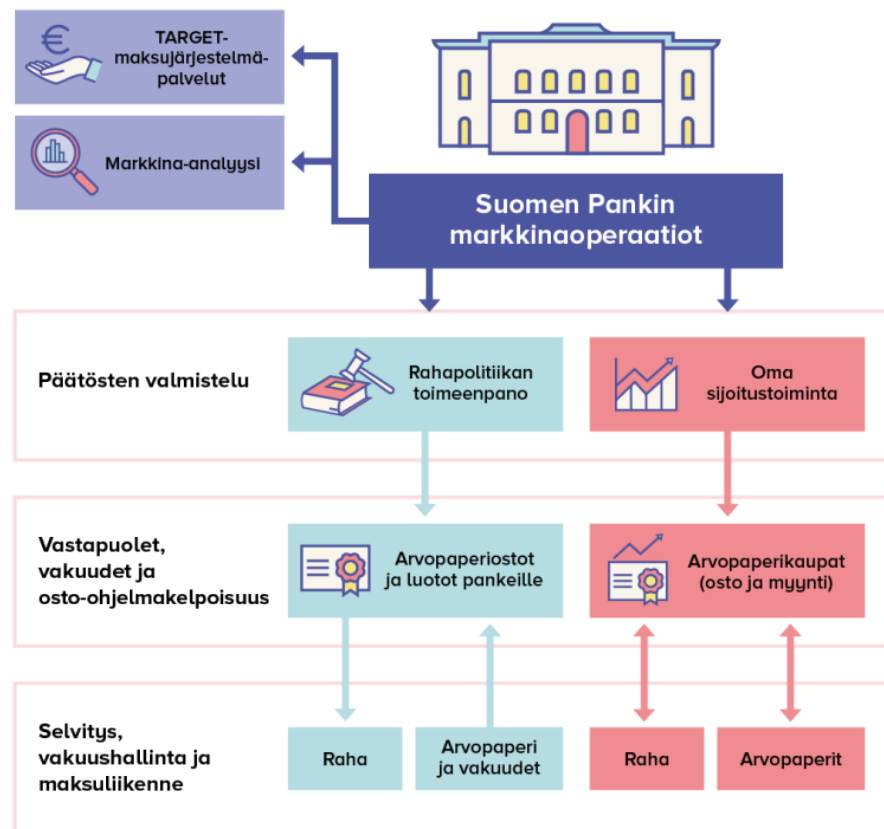 TARGET-
maksujärjestelmä-
palvelut
Markkina-analyysi
Suomen Pankin
markkinaoperaatiot
Päätösten valmistelu
Rahapolitiikan
toimeenpano
Oma
sijoitustoiminta
Vastapuolet,
vakuudet ja
osto-ohjelmakelpoisuus
Arvopaperiostot
ja luotot pankeille
Arvopaperikaupat
(osto ja myynti)
Selvitys,
vakuushallinta ja
maksuliikenne
Raha
Arvopaperi
ja vakuudet
Raha
Arvopaperit